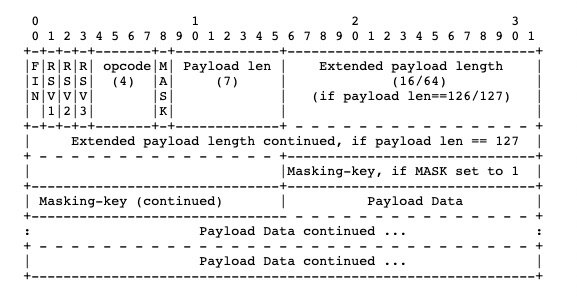 0                   1                   2                   3
 0 1 2 3 4 5 6 7 8 9 0 1 2 3 4 5 6 7 8 9 0 1 2 3 4 5 6 7 8 9 0 1
+-+-+-+-+-------+-+-------------+-------------------------------+
|F|R|R|R| opcode|M| Payload len |    Extended payload length    |
|I|S|S|S|  (4)  |A|     (7)     |             (16/64)           |
|N|V|V|V|       |S|             |   (if payload len==126/127)   |
| |1|2|3|       |K|             |                               |
+-+-+-+-+-------+-+-------------+ - - - - - - - - - - - - - - - +
|     Extended payload length continued, if payload len == 127  |
+ - - - - - - - - - - - - - - - +-------------------------------+
|                               |Masking-key, if MASK set to 1  |
+-------------------------------+-------------------------------+
| Masking-key (continued)       |          Payload Data         |
+-------------------------------- - - - - - - - - - - - - - - - +
:                     Payload Data continued ...                :
+ - - - - - - - - - - - - - - - - - - - - - - - - - - - - - - - +
|                     Payload Data continued ...                |
+---------------------------------------------------------------+